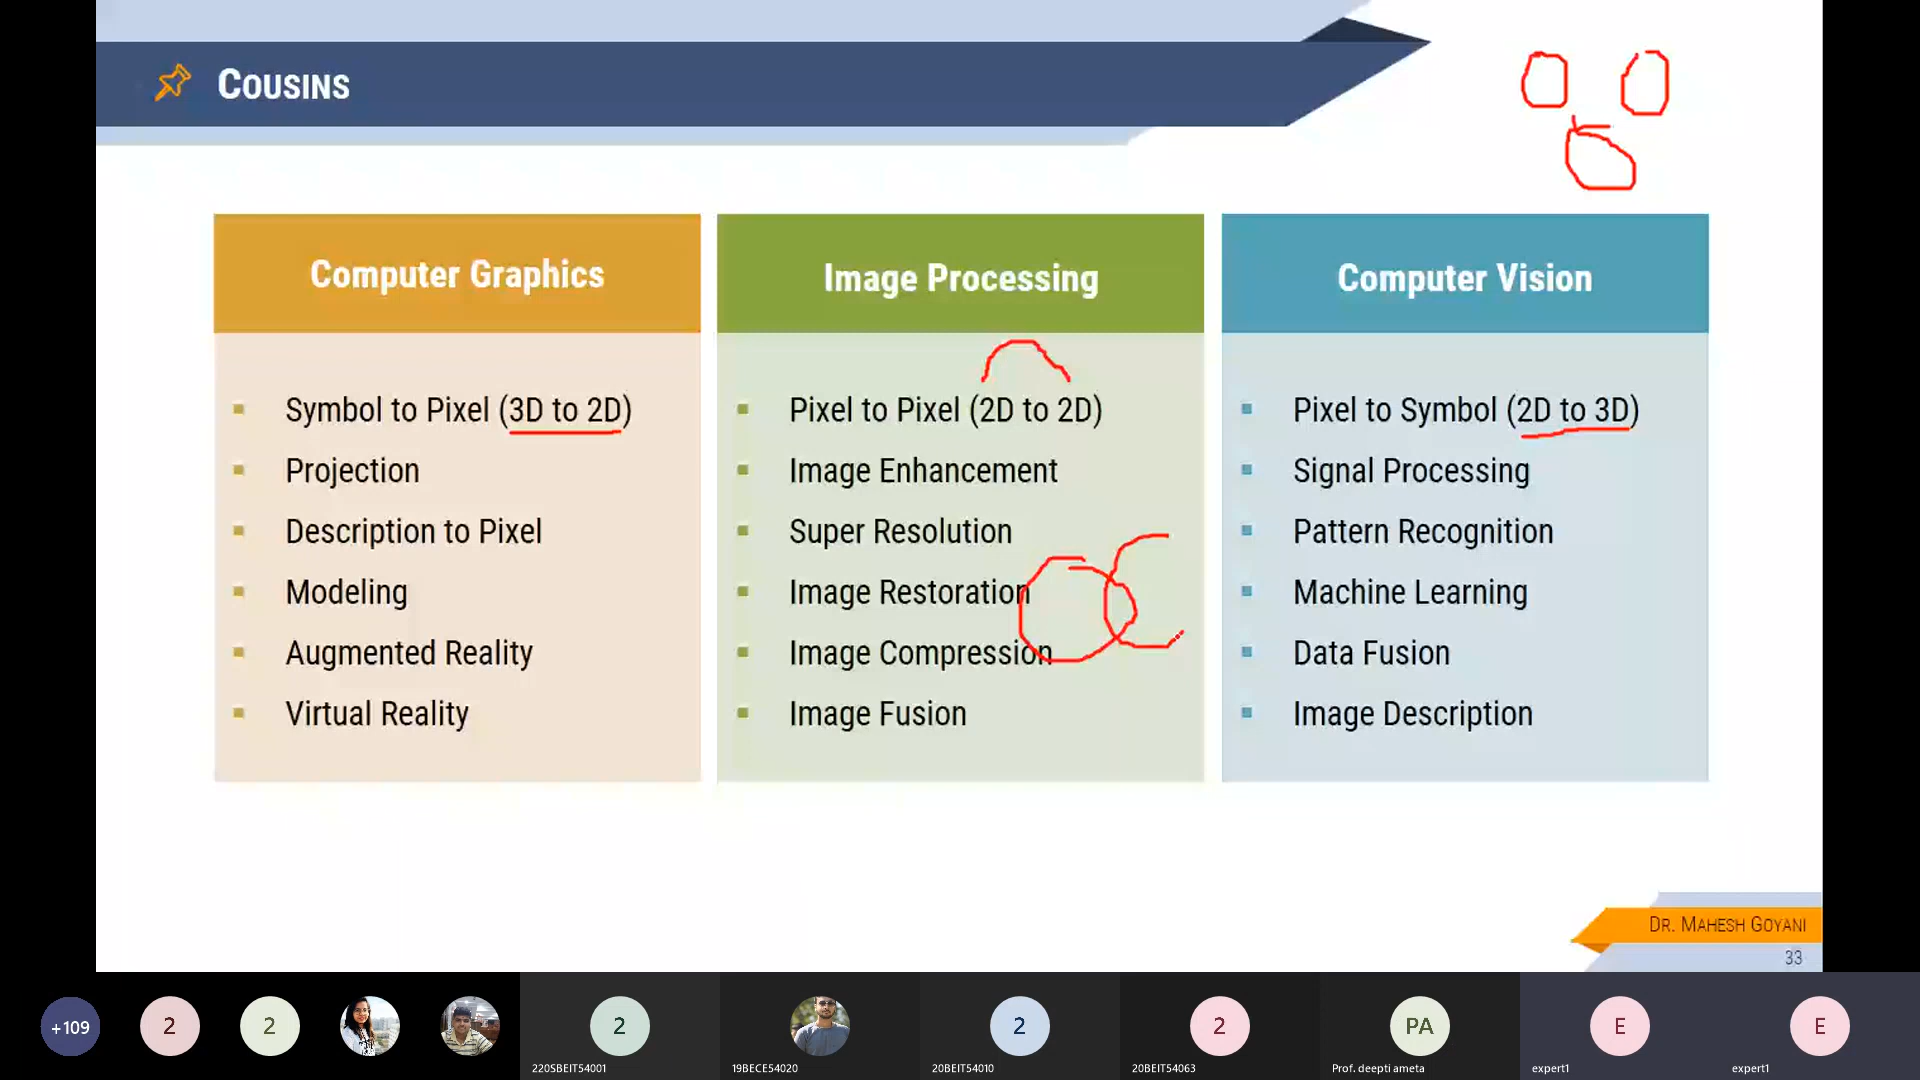 COUSINS
Computer Graphics
Symbol to Pixel (3D to 2D)
Projection
Description to Pixel
Modeling
Augmented Reality
Virtual Reality
Image Processing
Pixel to Pixel (2D to 2D)
Image Enhancement
Super Resolution
Image Restoration
Image Compression
Image Fusion
Computer Vision
Pixel to Symbol (2D to 3D)
Signal Processing
Pattern Recognition
Machine Learning
Data Fusion
Image Description
DR. MAHESH GOYANI
33
+109
2
2
2
220SBEIT54001
19BECE54020
2
20BEIT54010
2
20BEIT54063
PA
Prof. deepti ameta
E
expert1
E
expert1